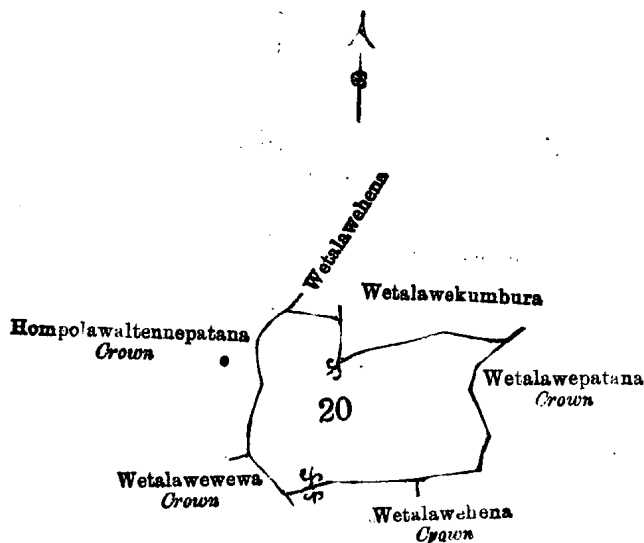 Wetalawehena
Wetalawekumbura
Hompolawaltennepatana
Crown
Wetalawepatana
Crown
20
Wetalawewewa
Crown
Wetalawehena
Crown